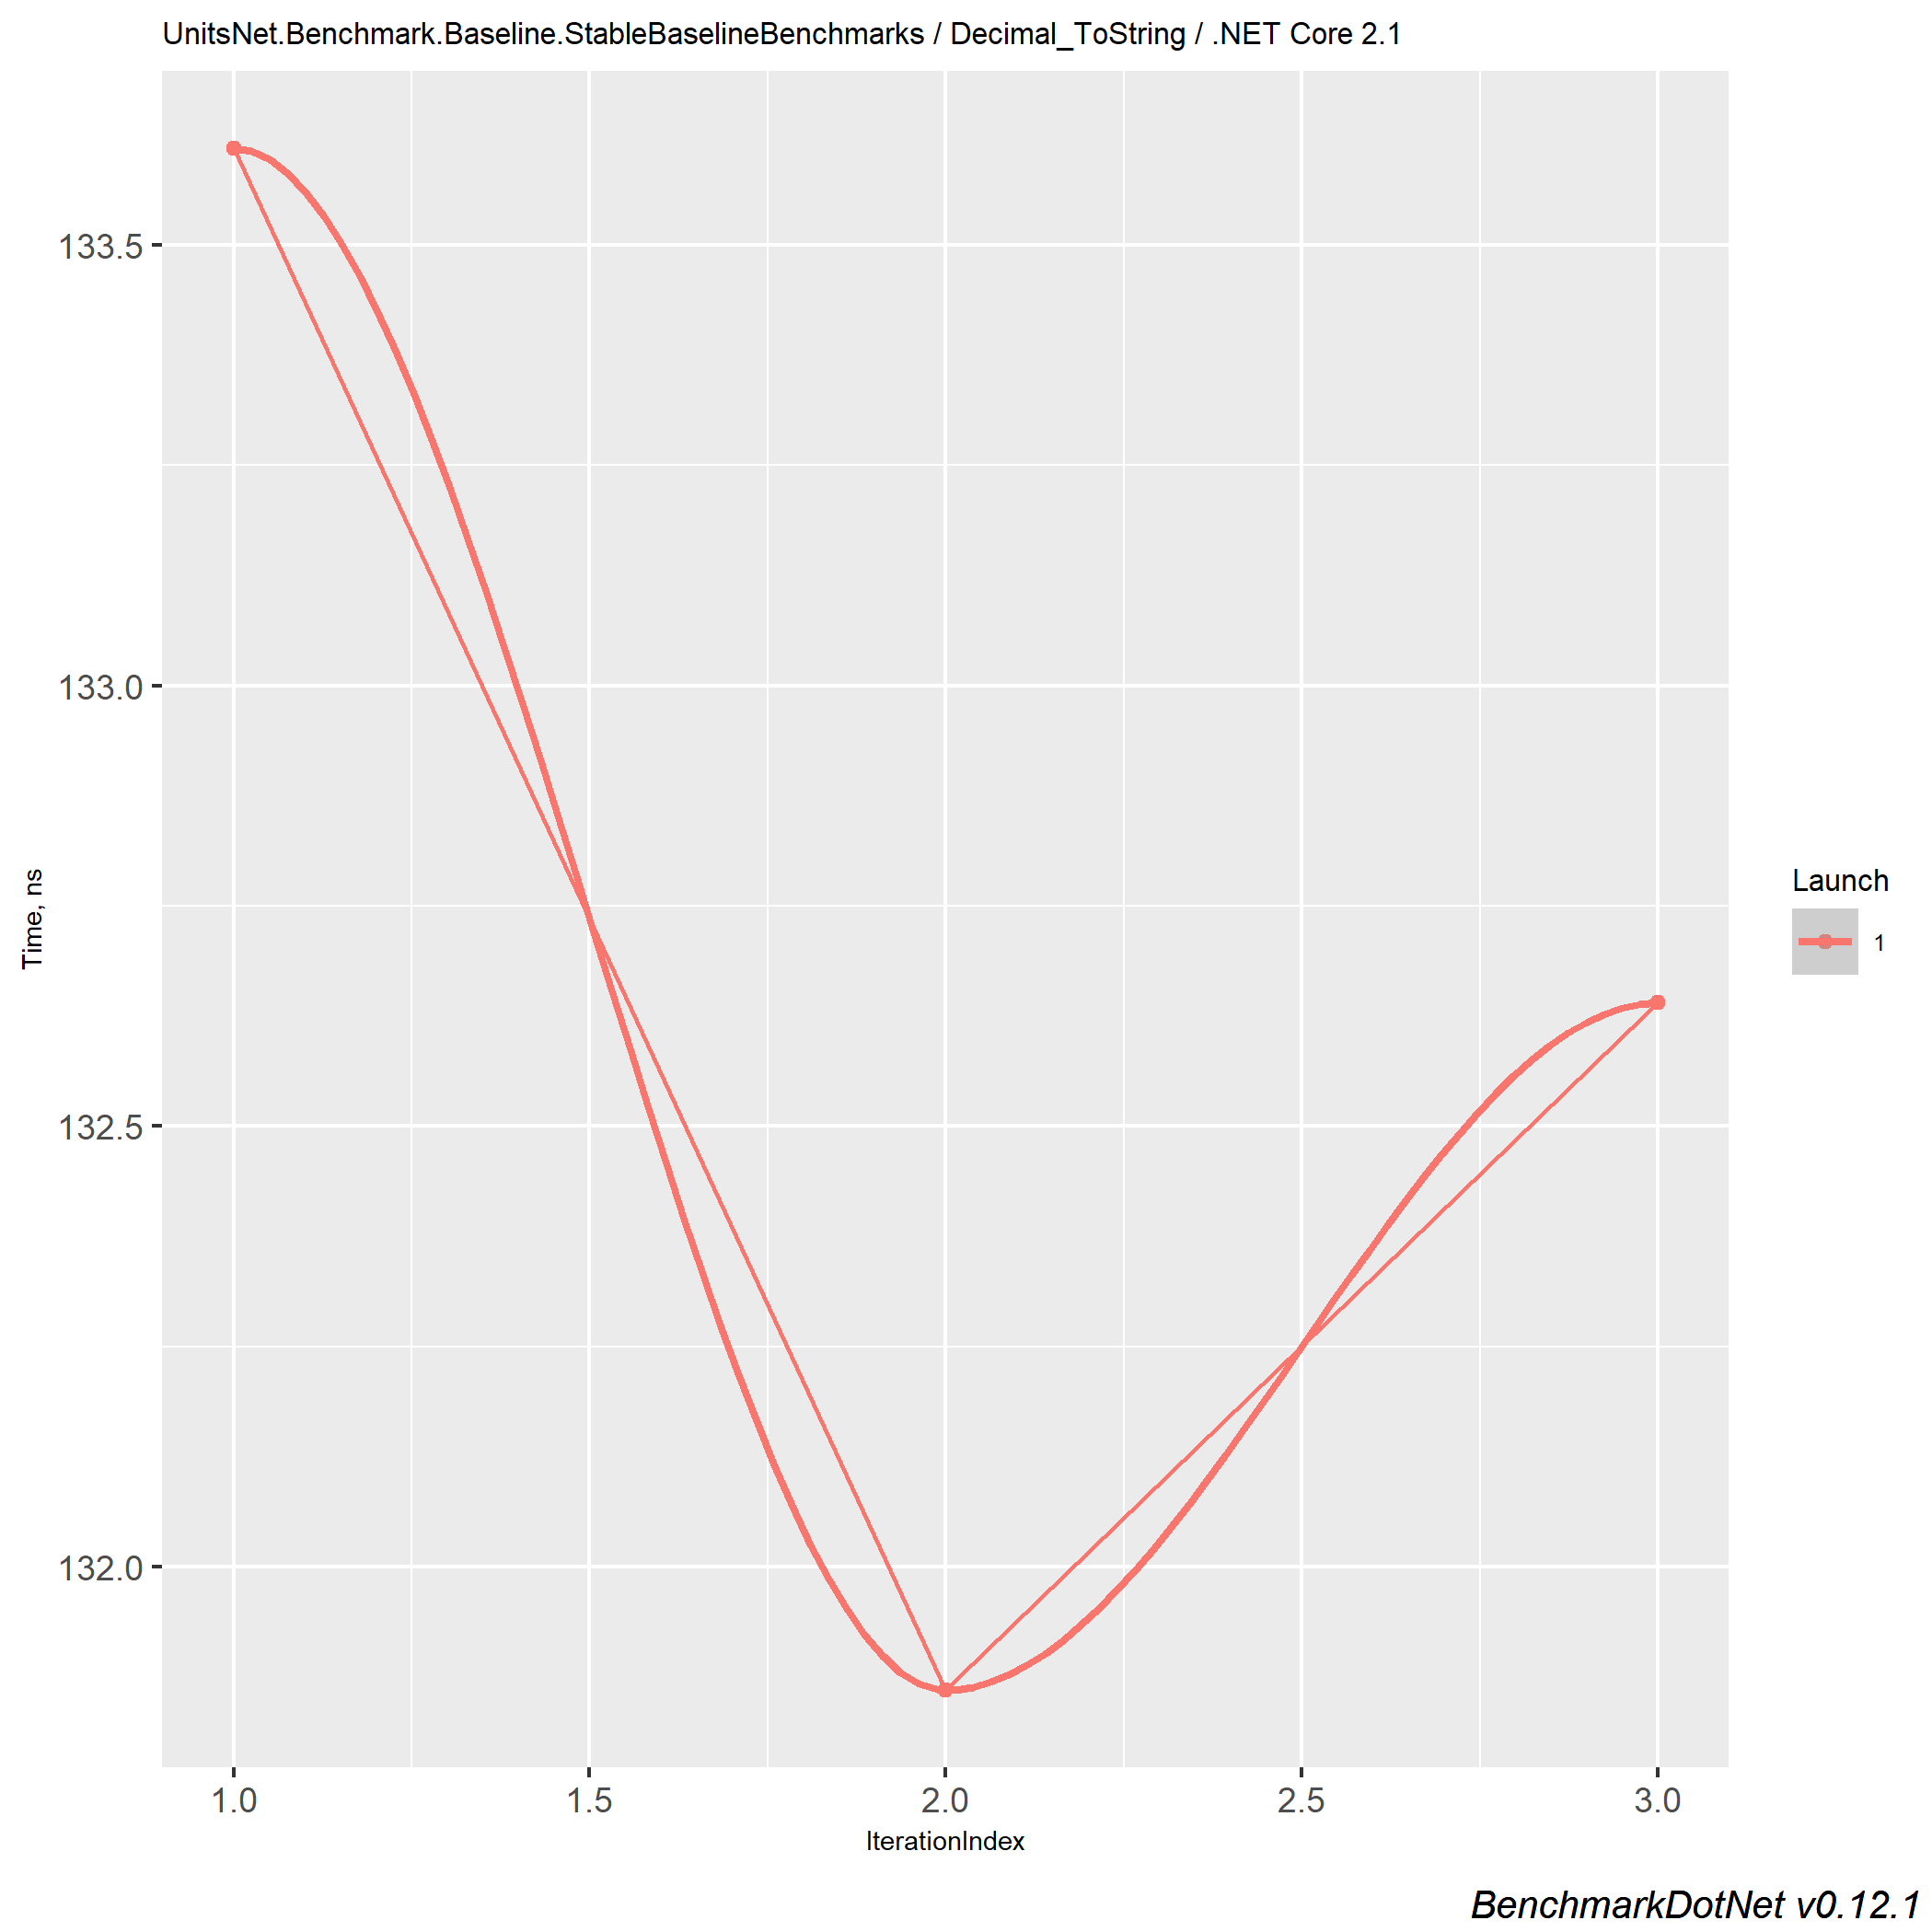 UnitsNet.Benchmark.Baseline.StableBaselineBenchmarks / Decimal_ToString / .NET Core 2.1
133.5
133.0
132.5
132.0
Time, ns
1.0 1.5 2.0 2.5 3.0
IterationIndex
Launch
1
BenchmarkDotNet v0.12.1